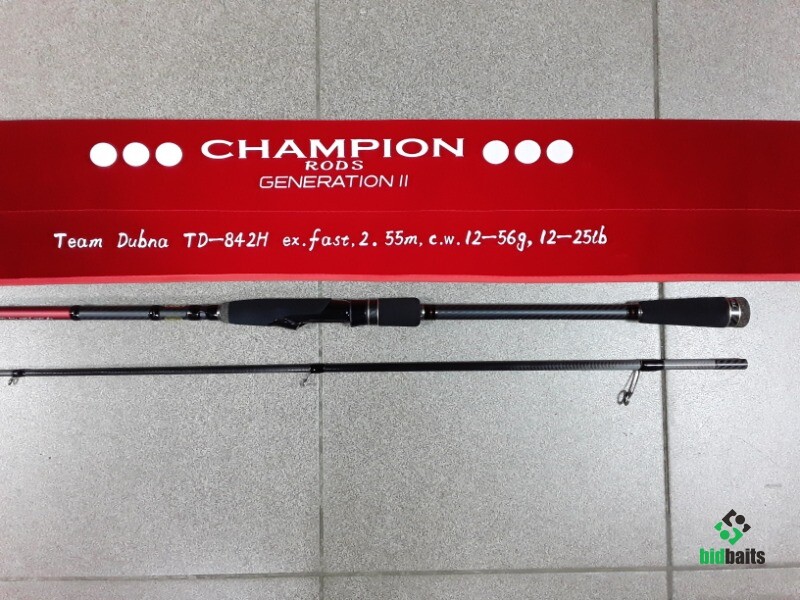 CHAMPION
RODS
GENERATION II
Team Dubna TD-842H ex.fast, 2.55m, c.w. 12-56g, 12-25lb
bidbaits